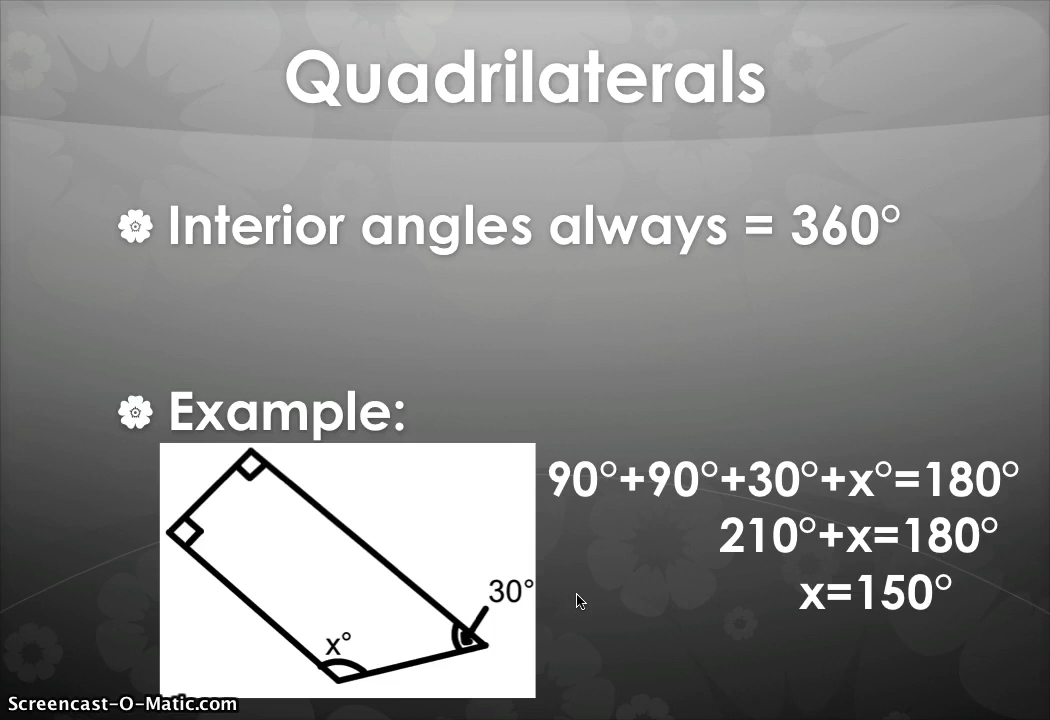 Quadrilaterals
Interior angles always = 360°
Example:
90°+90°+30°+x°=180°
210°+x=180°
x=150°
30°
x°
Screencast-O-Matic.com